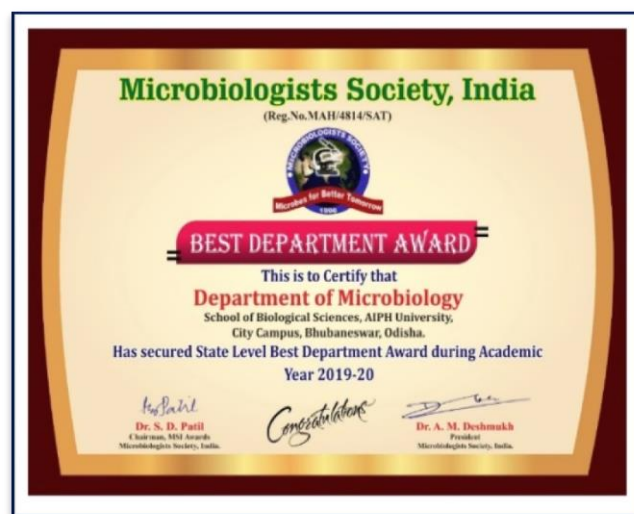 Microbiologists Society, India
(Reg.No.MAH/4814/SAT)
MICROBIOLOGISTS SOCIETY
Microbes for Better Tomorrow
BEST DEPARTMENT AWARD
This is to Certify that
Department of Microbiology
School of Biological Sciences, AIPH University,
City Campus, Bhubaneswar, Odisha.
Has secured State Level Best Department Award during Academic
Year 2019-20
Dr. S. D. Patil
Chairman, MSI Awards
Microbiologists Society, India.
Congratulations
Dr. A. M. Deshmukh
President
Microbiologists Society, India.